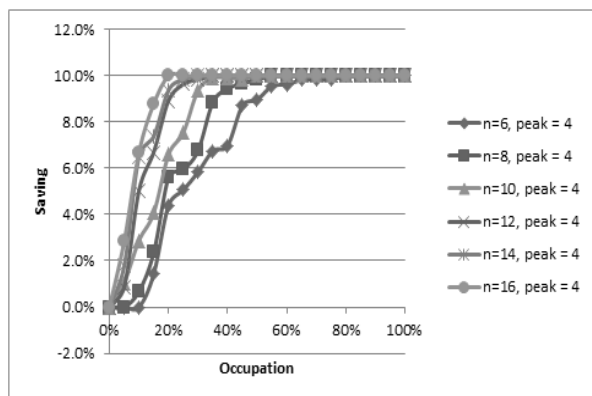 12.0%
10.0%
8.0%
6.0%
4.0%
2.0%
0.0%
-2.0%
Saving
0% 20% 40% 60% 80% 100%
Occupation
n=6, peak = 4
n=8, peak = 4
n=10, peak = 4
n=12, peak = 4
n=14, peak = 4
n=16, peak = 4